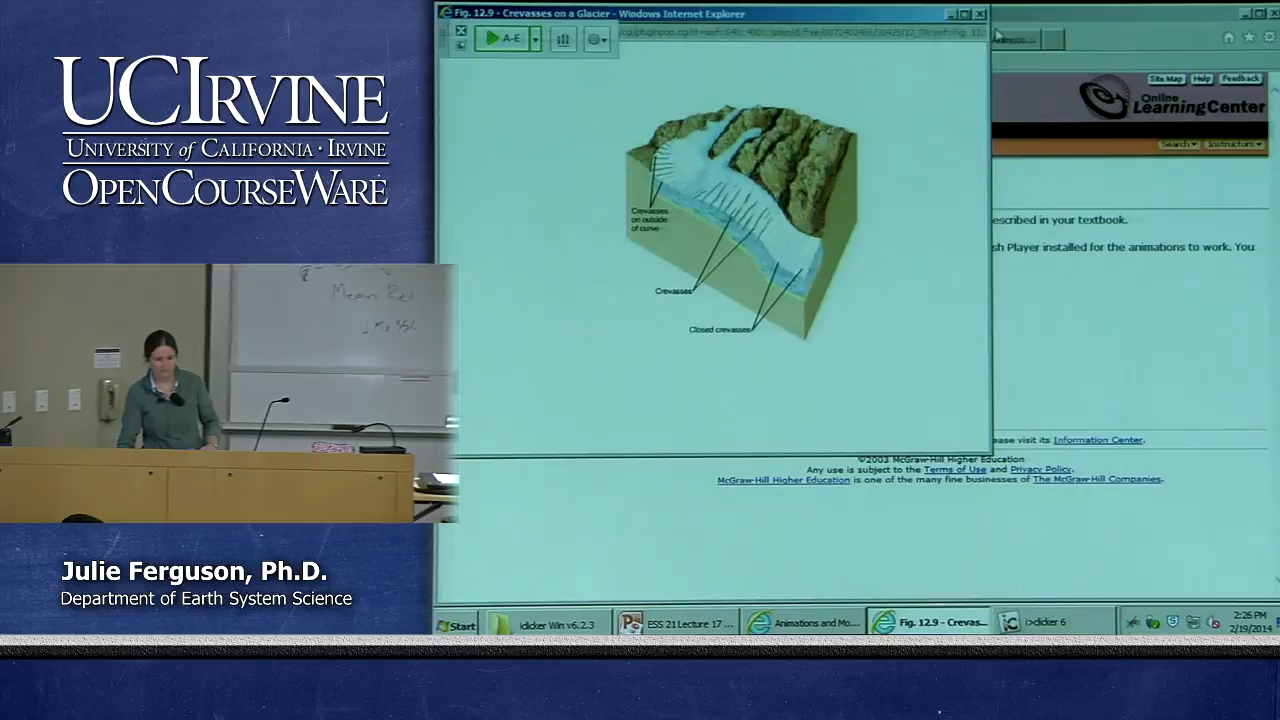 UCIRVINE
UNIVERSITY of CALIFORNIA · IRVINE
OPENCOURSEWARE
Julie Ferguson, Ph.D.
Department of Earth System Science
Fig. 12.9 - Crevasses on a Glacier - Windows Internet Explorer
A-E
Crevasses
on outside
of curve
Crevasses
Closed crevasses
Site Map
Help
Feedback
Online
LearningCenter
Search
Instructors
escribed in your textbook.
sh Player installed for the animations to work. You
ease visit its Information Center.
©2003 McGraw-Hill Higher Education
Any use is subject to the Terms of Use and Privacy Policy.
McGraw-Hill Higher Education is one of the many fine businesses of The McGraw-Hill Companies.
Mean Res
Start
iclicker Win v6.2.3
ESS 21 Lecture 17 ...
Animations and Mo...
Fig. 12.9 - Crevas...
i>clicker 6
2:26 PM
2/19/2014